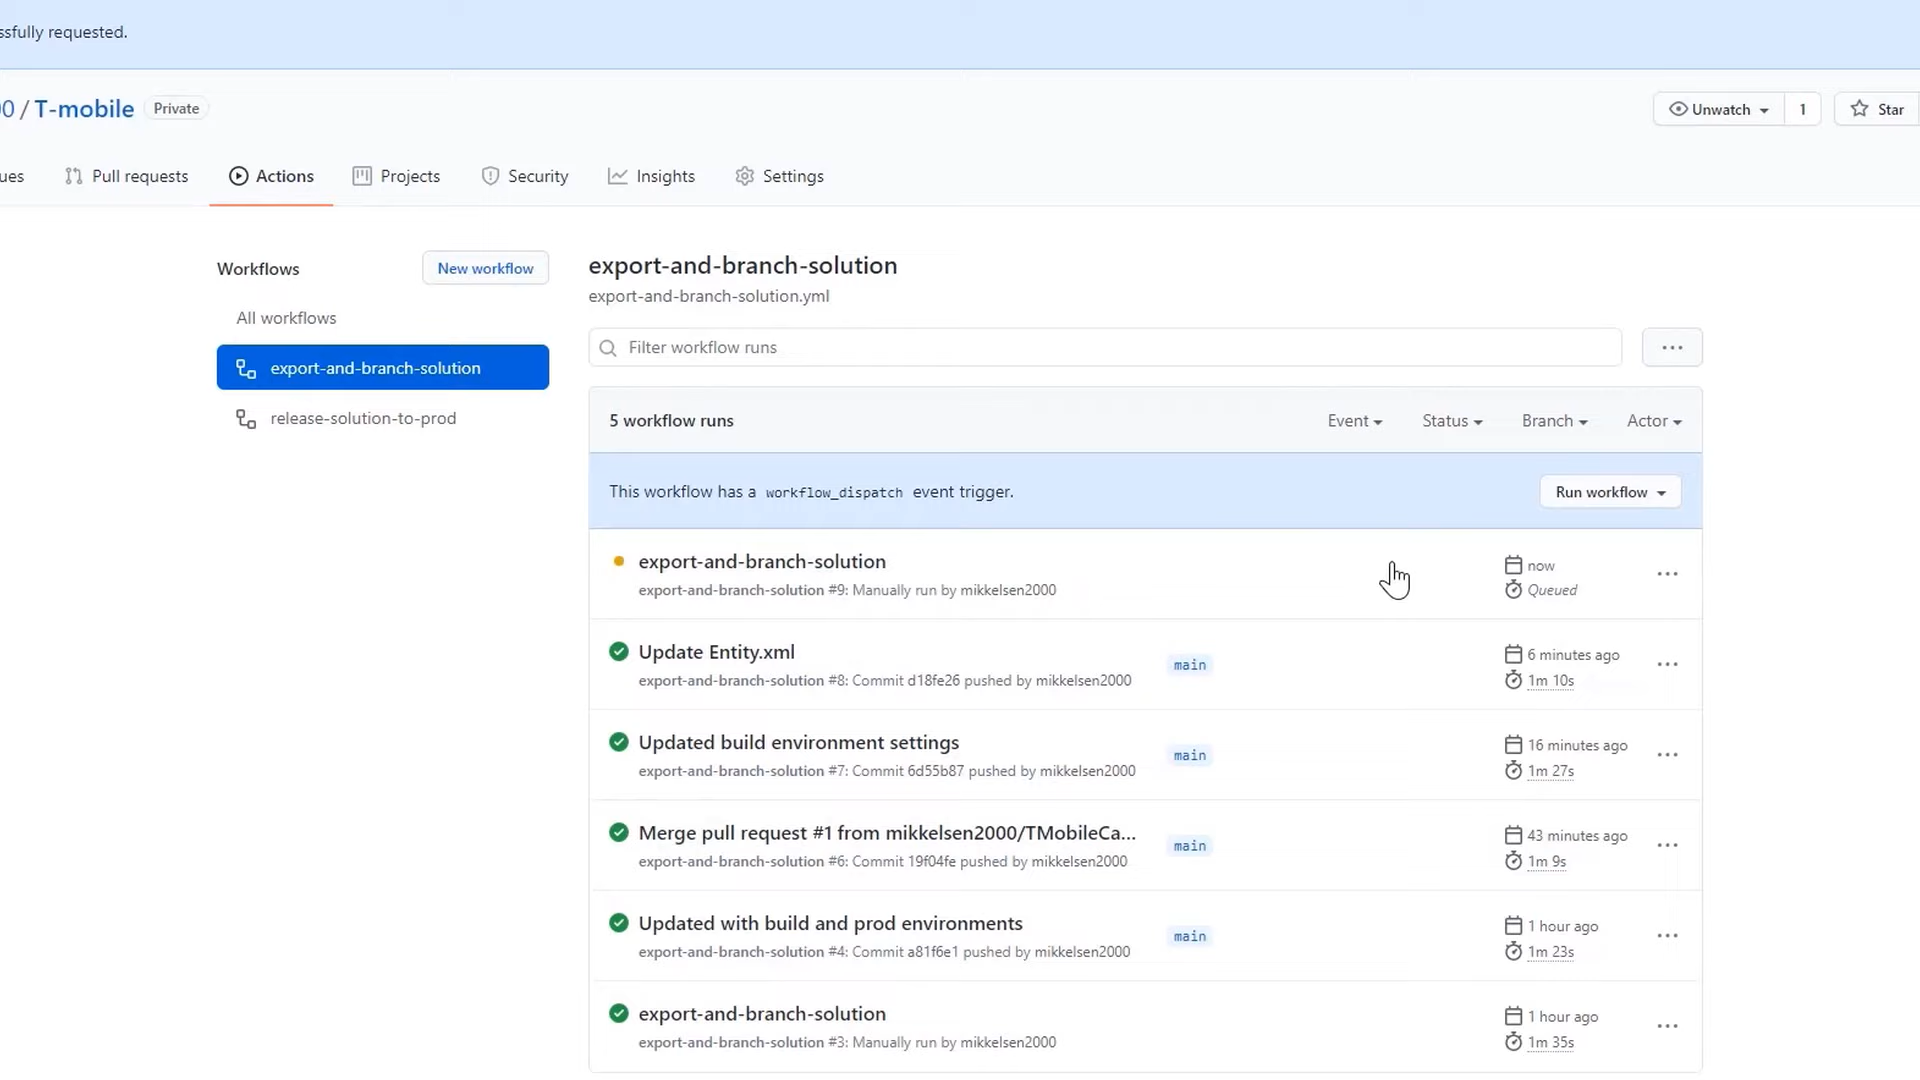 ssfully requested.
00 / T-mobile Private
Unwatch 1 Star
ues Pull requests Actions Projects Security Insights Settings
Workflows New workflow
All workflows
export-and-branch-solution
release-solution-to-prod
export-and-branch-solution
export-and-branch-solution.yml
Filter workflow runs
5 workflow runs Event Status Branch Actor
This workflow has a workflow_dispatch event trigger. Run workflow
export-and-branch-solution now
export-and-branch-solution #9: Manually run by mikkelsen2000 Queued
Update Entity.xml main 6 minutes ago
export-and-branch-solution #8: Commit d18fe26 pushed by mikkelsen2000 1m 10s
Updated build environment settings main 16 minutes ago
export-and-branch-solution #7: Commit 6d55b87 pushed by mikkelsen2000 1m 27s
Merge pull request #1 from mikkelsen2000/TMobileCa... main 43 minutes ago
export-and-branch-solution #6: Commit 19f04fe pushed by mikkelsen2000 1m 9s
Updated with build and prod environments main 1 hour ago
export-and-branch-solution #4: Commit a81f6e1 pushed by mikkelsen2000 1m 23s
export-and-branch-solution 1 hour ago
export-and-branch-solution #3: Manually run by mikkelsen2000 1m 35s